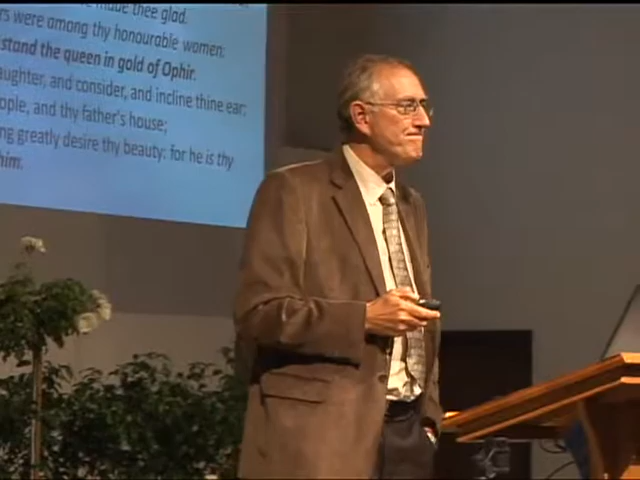 made thee glad.
rs were among thy honourable women:
stand the queen in gold of Ophir.
aughter, and consider, and incline thine ear;
ople, and thy father's house;
ng greatly desire thy beauty: for he is thy
him.